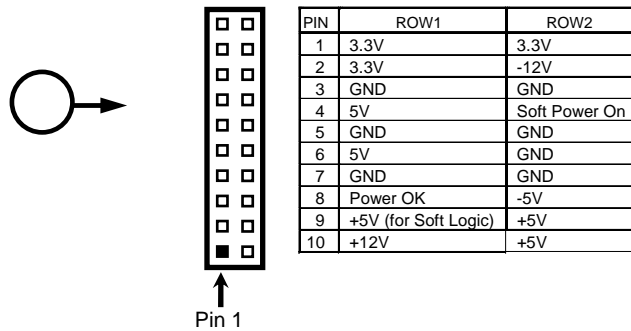 PIN ROW1 ROW2
1 3.3V 3.3V
2 3.3V -12V
3 GND GND
4 5V Soft Power On
5 GND GND
6 5V GND
7 GND GND
8 Power OK -5V
9 +5V (for Soft Logic) +5V
10 +12V +5V
Pin 1